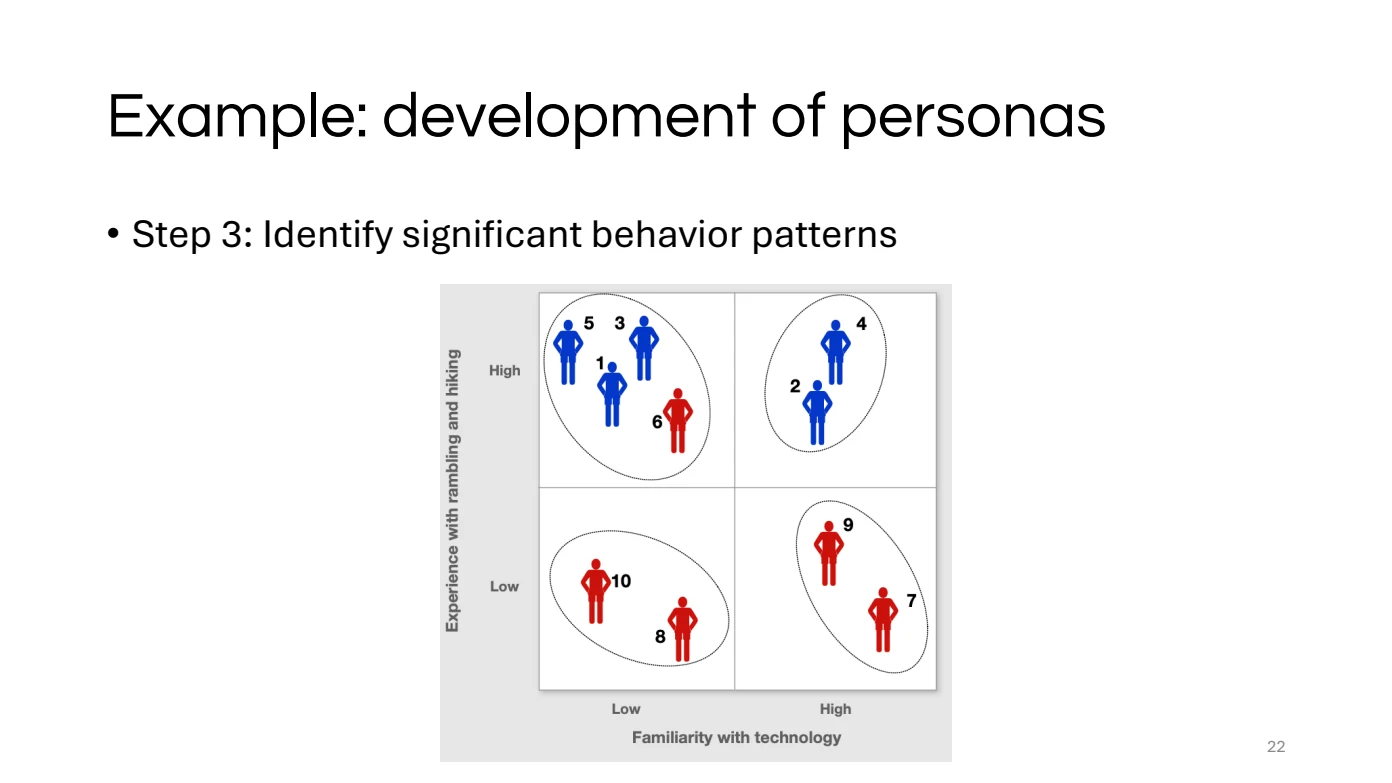 Example: development of personas
• Step 3: Identify significant behavior patterns
Experience with rambling and hiking
High
5
3
1
6
4
2
Low
10
8
9
7
Low
High
Familiarity with technology
22